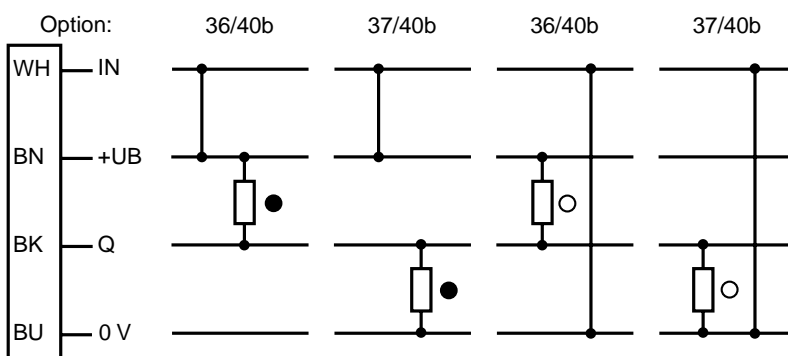 Option: 36/40b 37/40b 36/40b 37/40b
WH IN
BN +UB
BK Q
BU 0 V